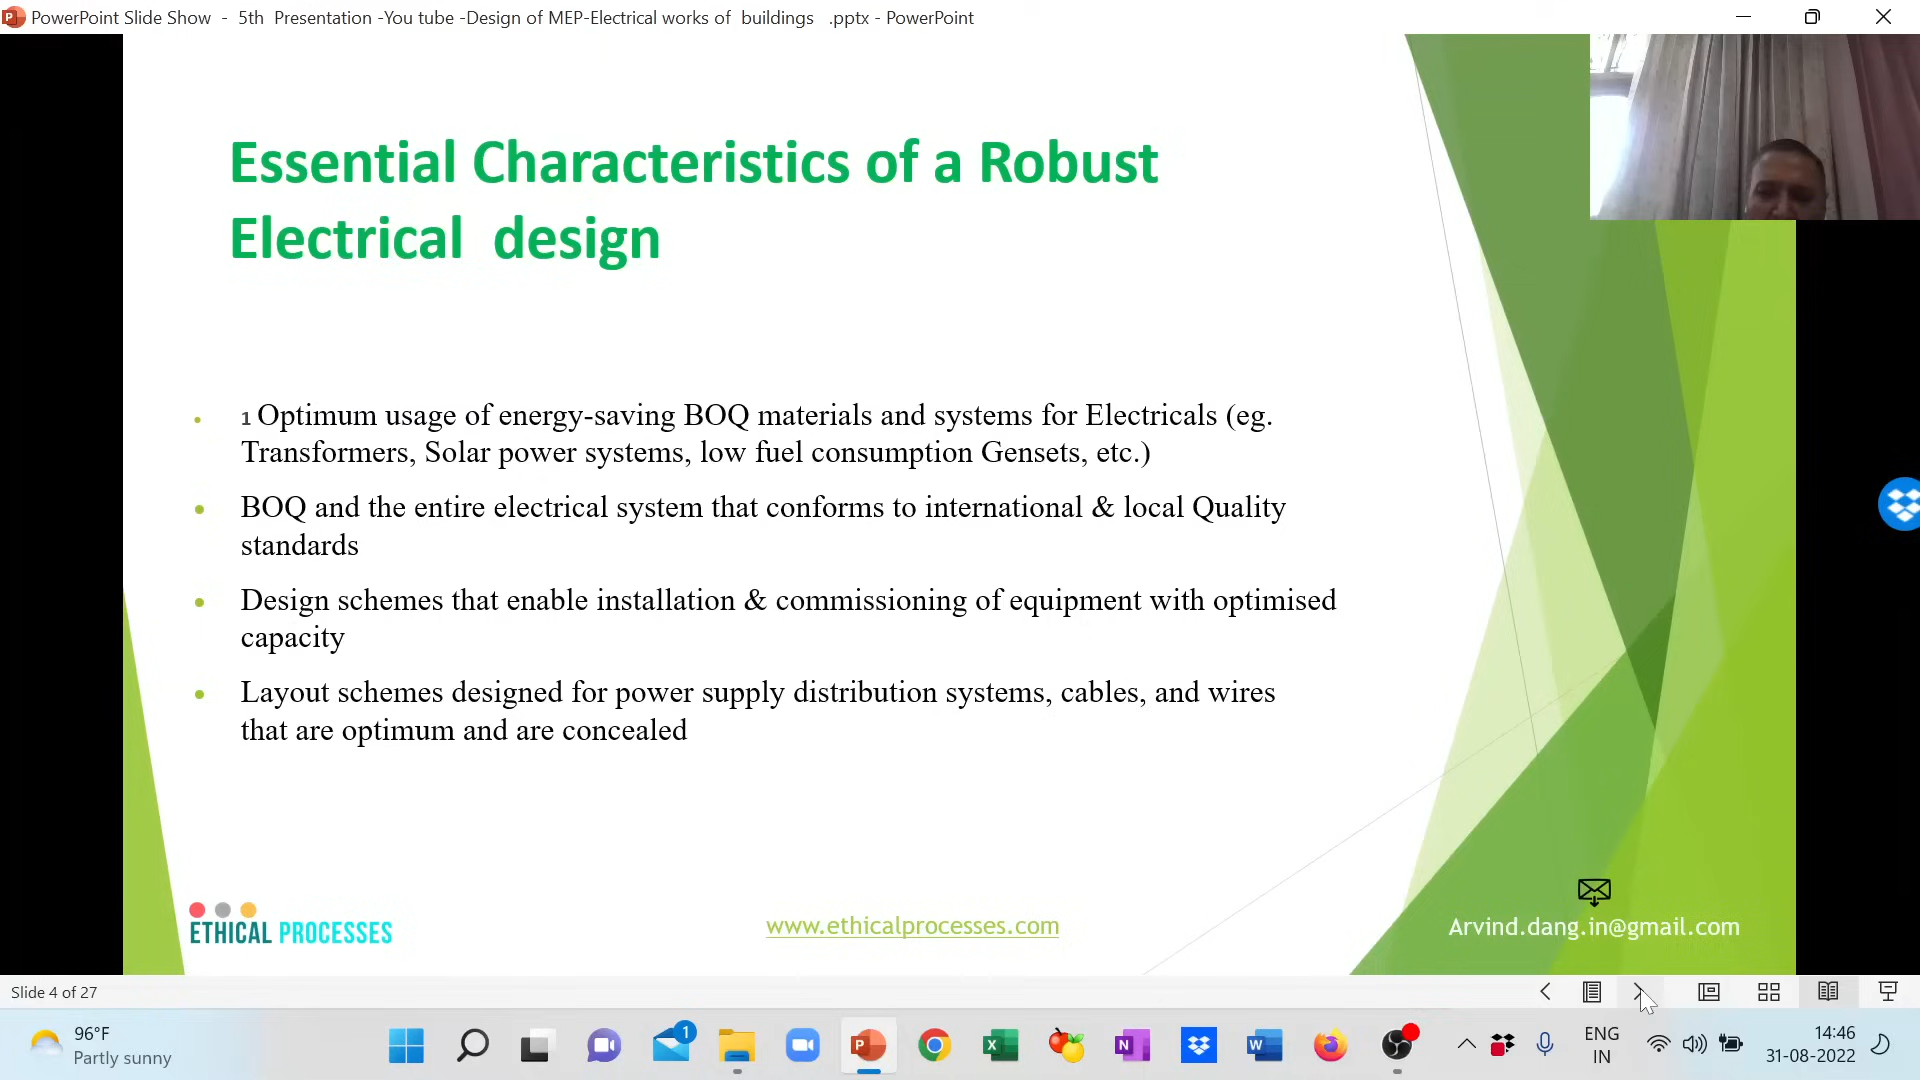 PowerPoint Slide Show  -  5th  Presentation -You tube -Design of MEP-Electrical works of  buildings   .pptx - PowerPoint
Essential Characteristics of a Robust
Electrical  design
• 1 Optimum usage of energy-saving BOQ materials and systems for Electricals (eg.
Transformers, Solar power systems, low fuel consumption Gensets, etc.)
• BOQ and the entire electrical system that conforms to international & local Quality
standards
• Design schemes that enable installation & commissioning of equipment with optimised
capacity
• Layout schemes designed for power supply distribution systems, cables, and wires
that are optimum and are concealed
ETHICAL PROCESSES
www.ethicalprocesses.com
Arvind.dang.in@gmail.com
Slide 4 of 27
96°F
Partly sunny
1
P
X
N
W
ENG
IN
14:46
31-08-2022